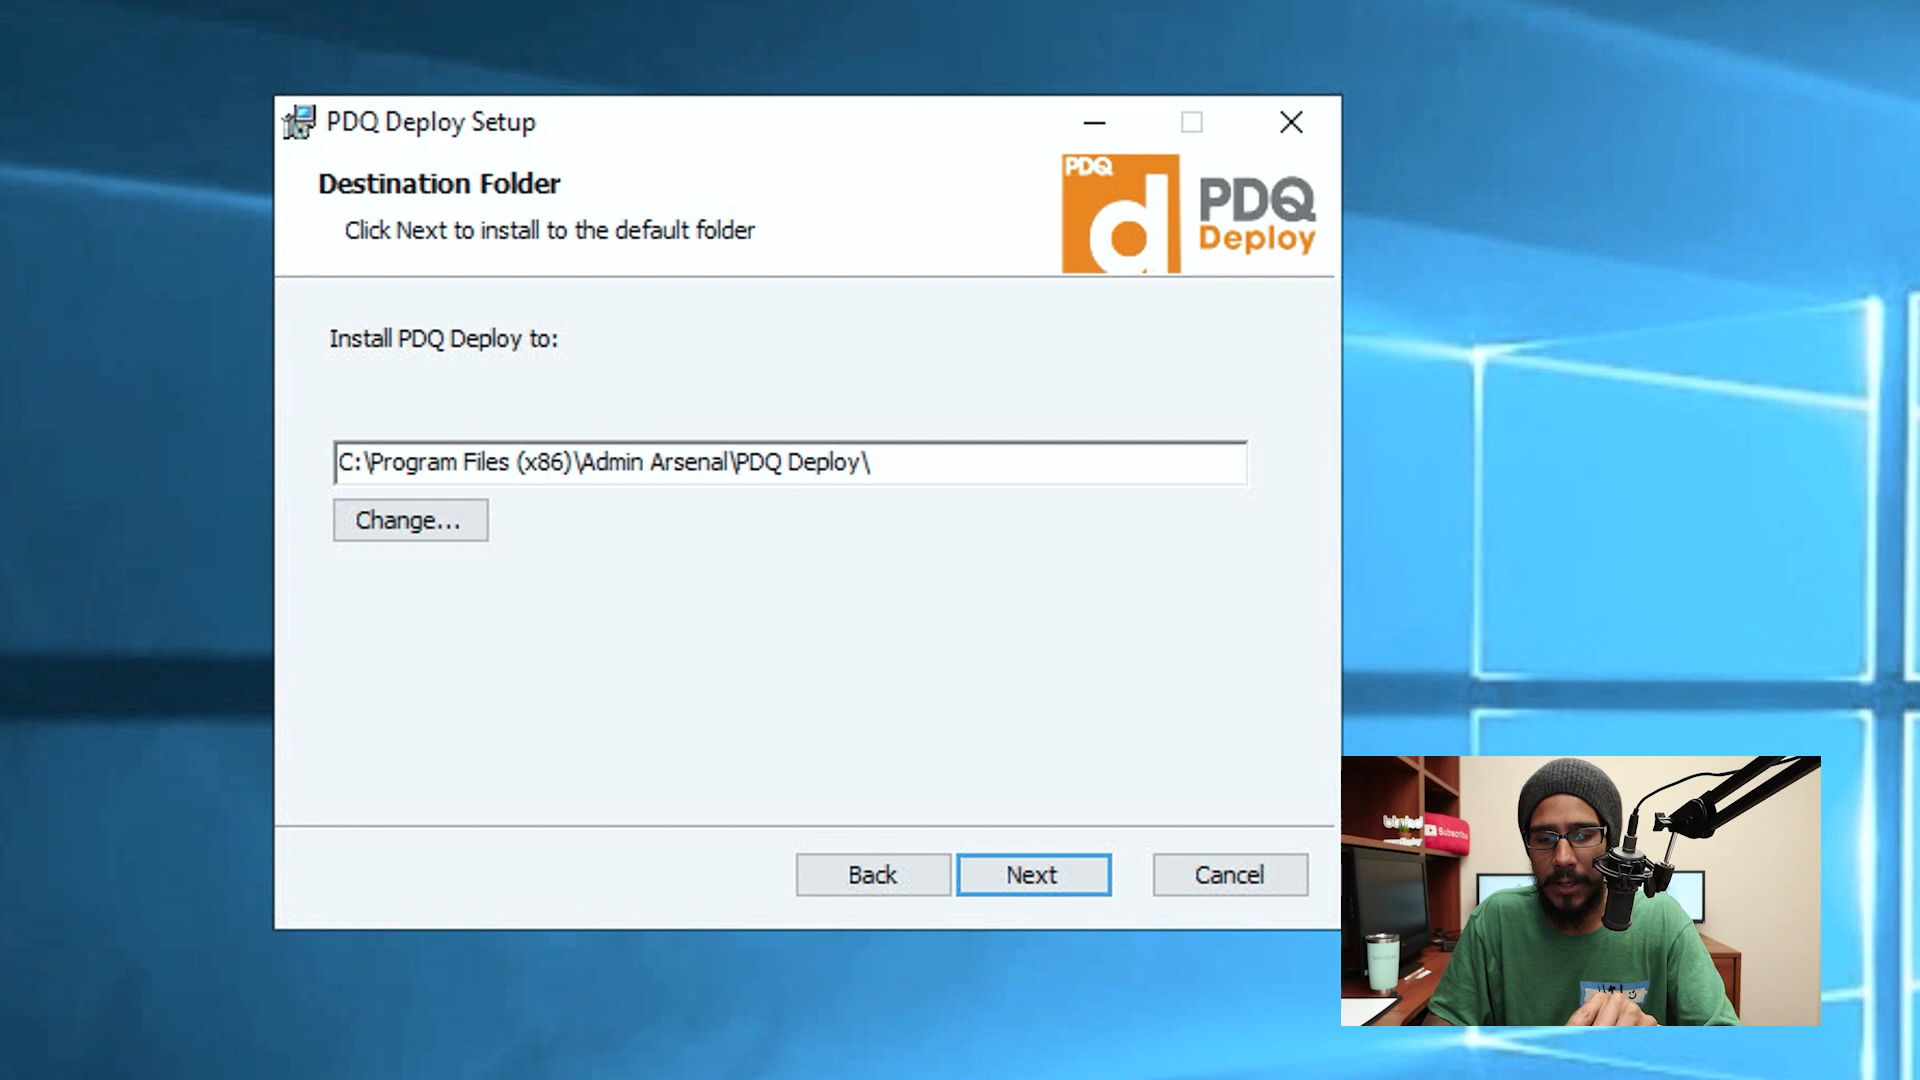 PDQ Deploy Setup
Destination Folder
Click Next to install to the default folder
PDQ
PDQ
Deploy
Install PDQ Deploy to:
C:\Program Files (x86)\Admin Arsenal\PDQ Deploy\
Change...
Back
Next
Cancel
Subscribe